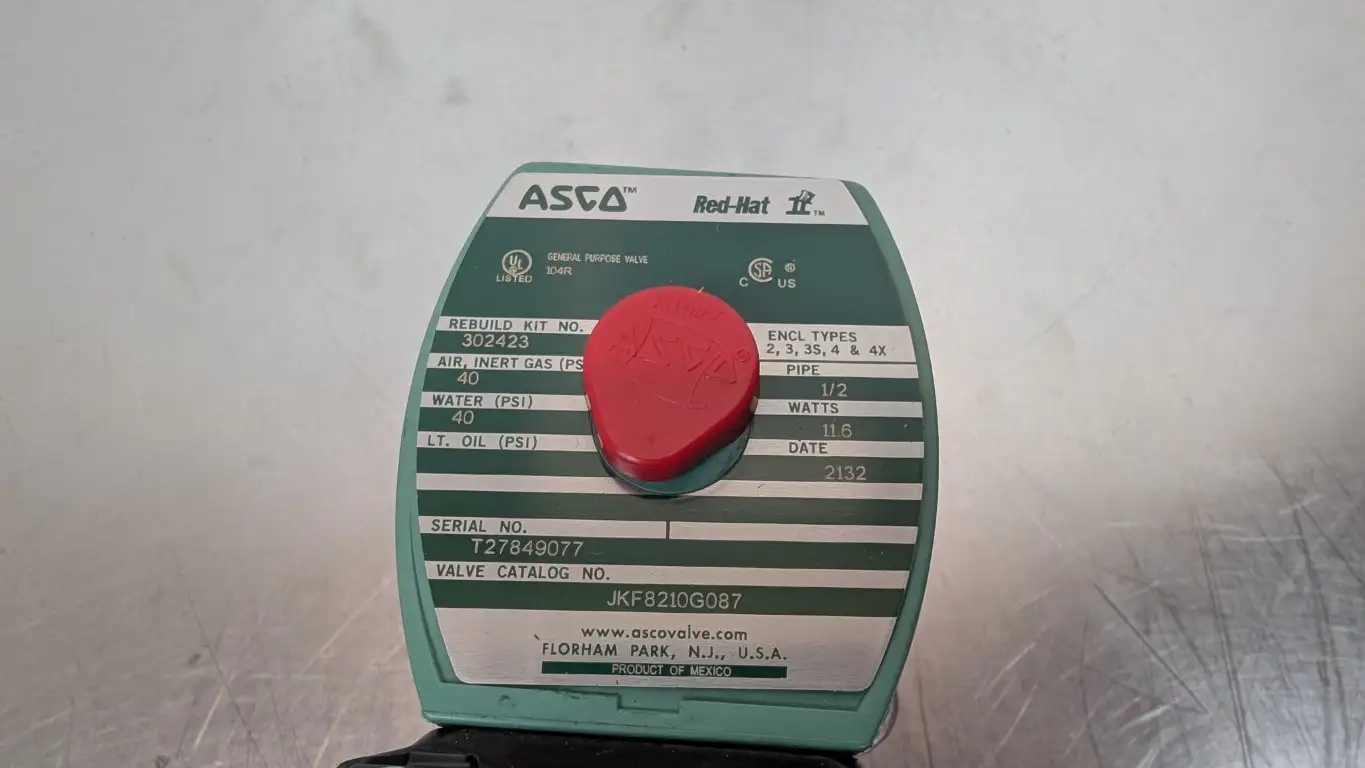 ASCO™ Red-Hat II™
UL LISTED GENERAL PURPOSE VALVE
104R
C SA ® US
REBUILD KIT NO.
302423
AIR, INERT GAS (PS
40
WATER (PSI)
40
LT. OIL (PSI)
ASCO®
ENCL TYPES
2, 3, 3S, 4 & 4X
PIPE
1/2
WATTS
11.6
DATE
2132
SERIAL NO.
T27849077
VALVE CATALOG NO.
JKF8210G087
www.ascovalve.com
FLORHAM PARK, N.J., U.S.A.
PRODUCT OF MEXICO